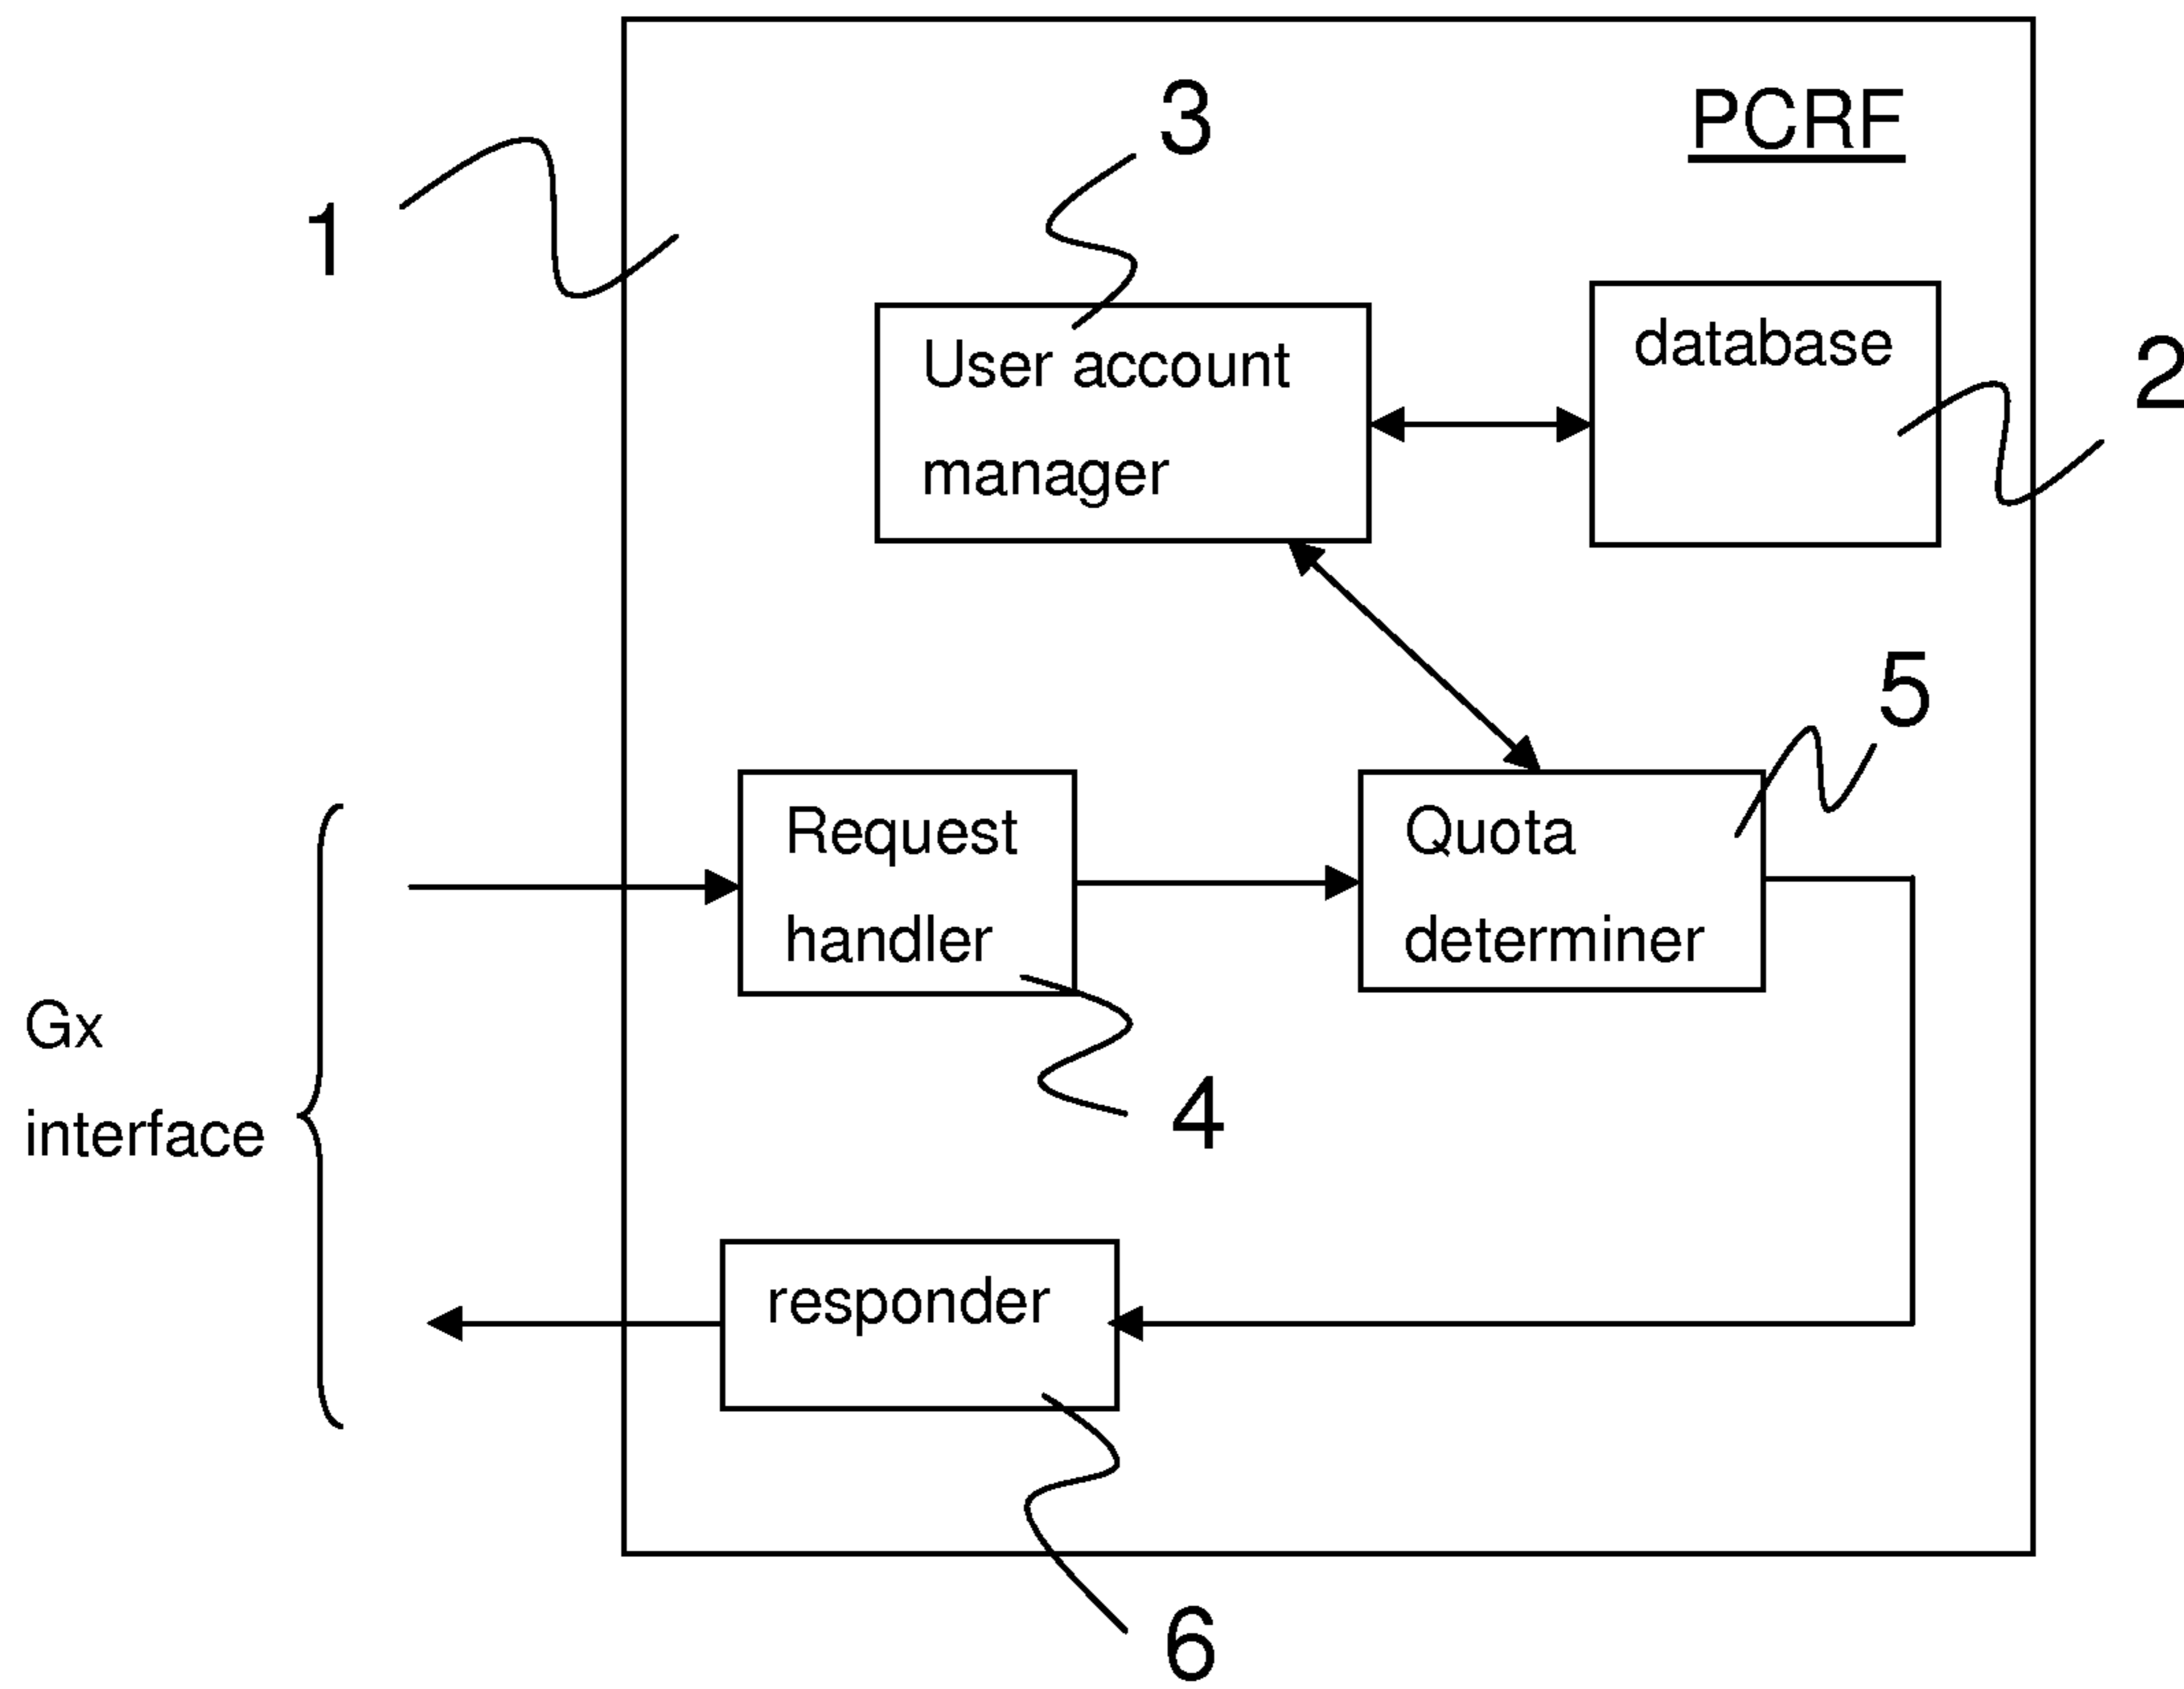 PCRF
3
1
database
2
User account
manager
5
Request
handler
Quota
determiner
Gx
interface
4
responder
6